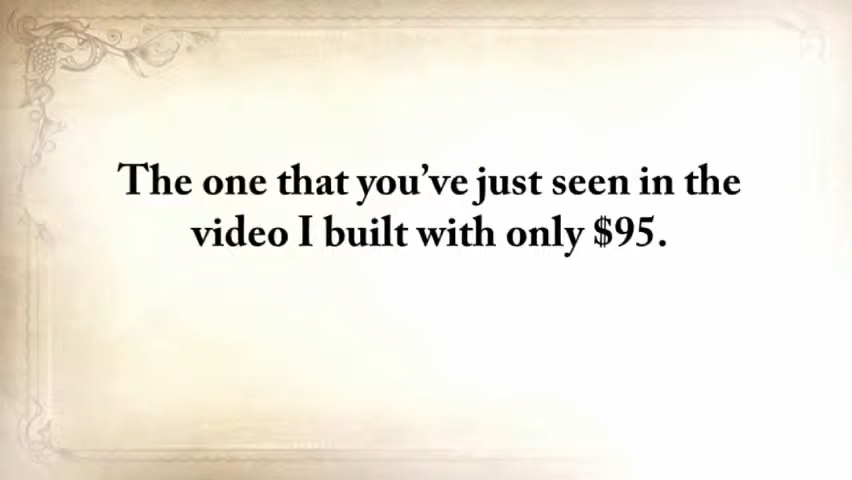 The one that you’ve just seen in the
video I built with only $95.